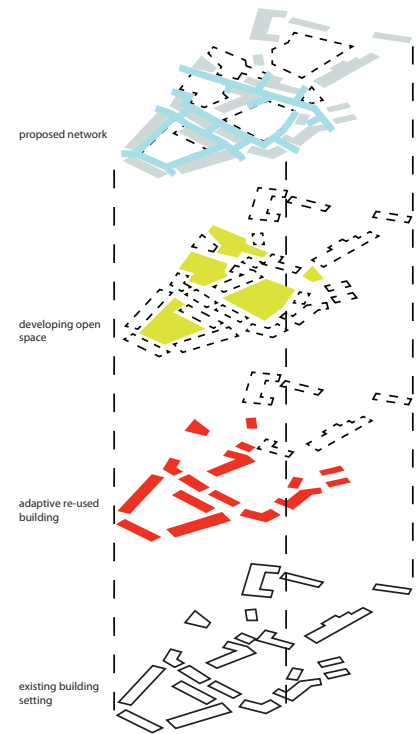 proposed network
developing open
space
adaptive re-used
building
existing building
setting